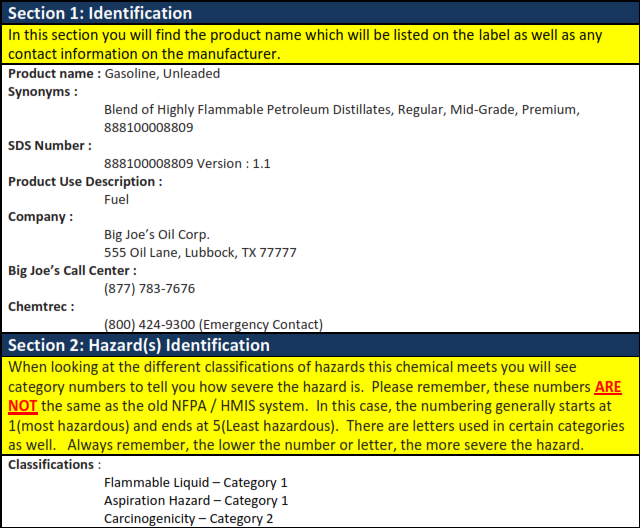 Section 1: Identification
In this section you will find the product name which will be listed on the label as well as any
contact information on the manufacturer.
Product name : Gasoline, Unleaded
Synonyms :
Blend of Highly Flammable Petroleum Distillates, Regular, Mid-Grade, Premium,
888100008809
SDS Number :
888100008809 Version : 1.1
Product Use Description :
Fuel
Company :
Big Joe's Oil Corp.
555 Oil Lane, Lubbock, TX 77777
Big Joe's Call Center :
(877) 783-7676
Chemtrec :
(800) 424-9300 (Emergency Contact)
Section 2: Hazard(s) Identification
When looking at the different classifications of hazards this chemical meets you will see
category numbers to tell you how severe the hazard is.  Please remember, these numbers ARE
NOT the same as the old NFPA / HMIS system.  In this case, the numbering generally starts at
1(most hazardous) and ends at 5(Least hazardous).  There are letters used in certain categories
as well.   Always remember, the lower the number or letter, the more severe the hazard.
Classifications :
Flammable Liquid – Category 1
Aspiration Hazard – Category 1
Carcinogenicity – Category 2